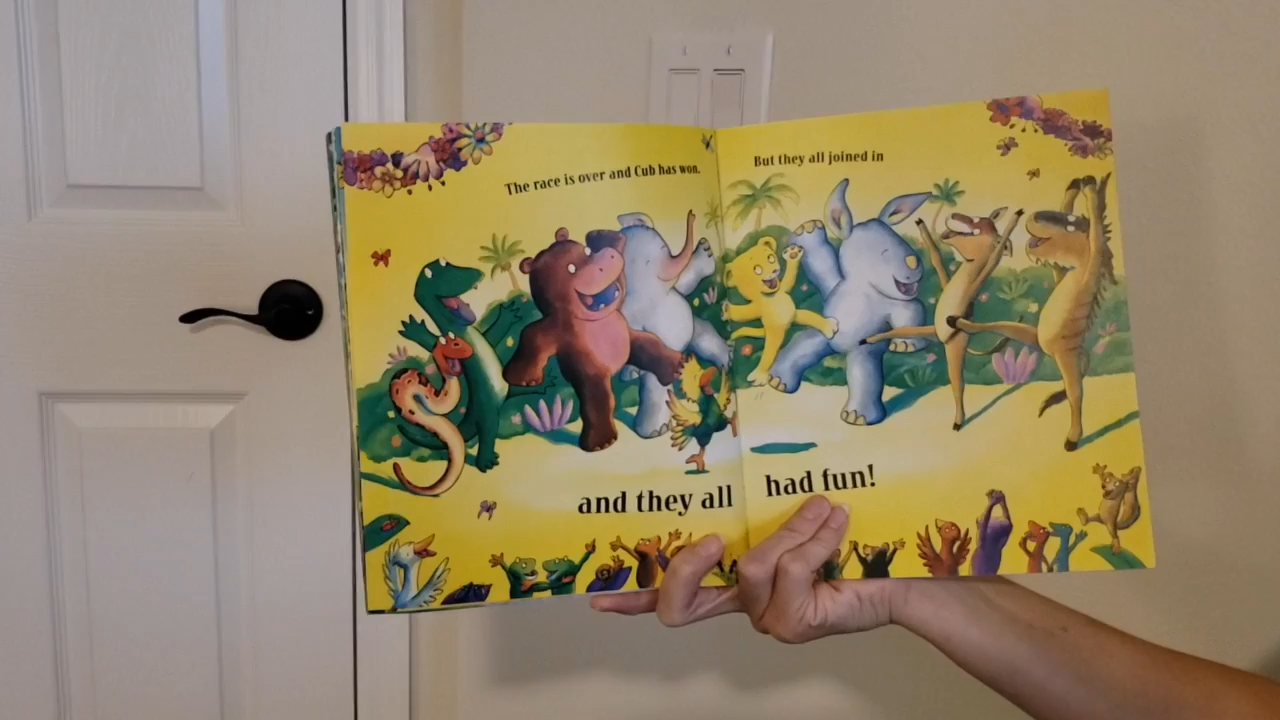 The race is over and Cub has won.
But they all joined in
and they all had fun!